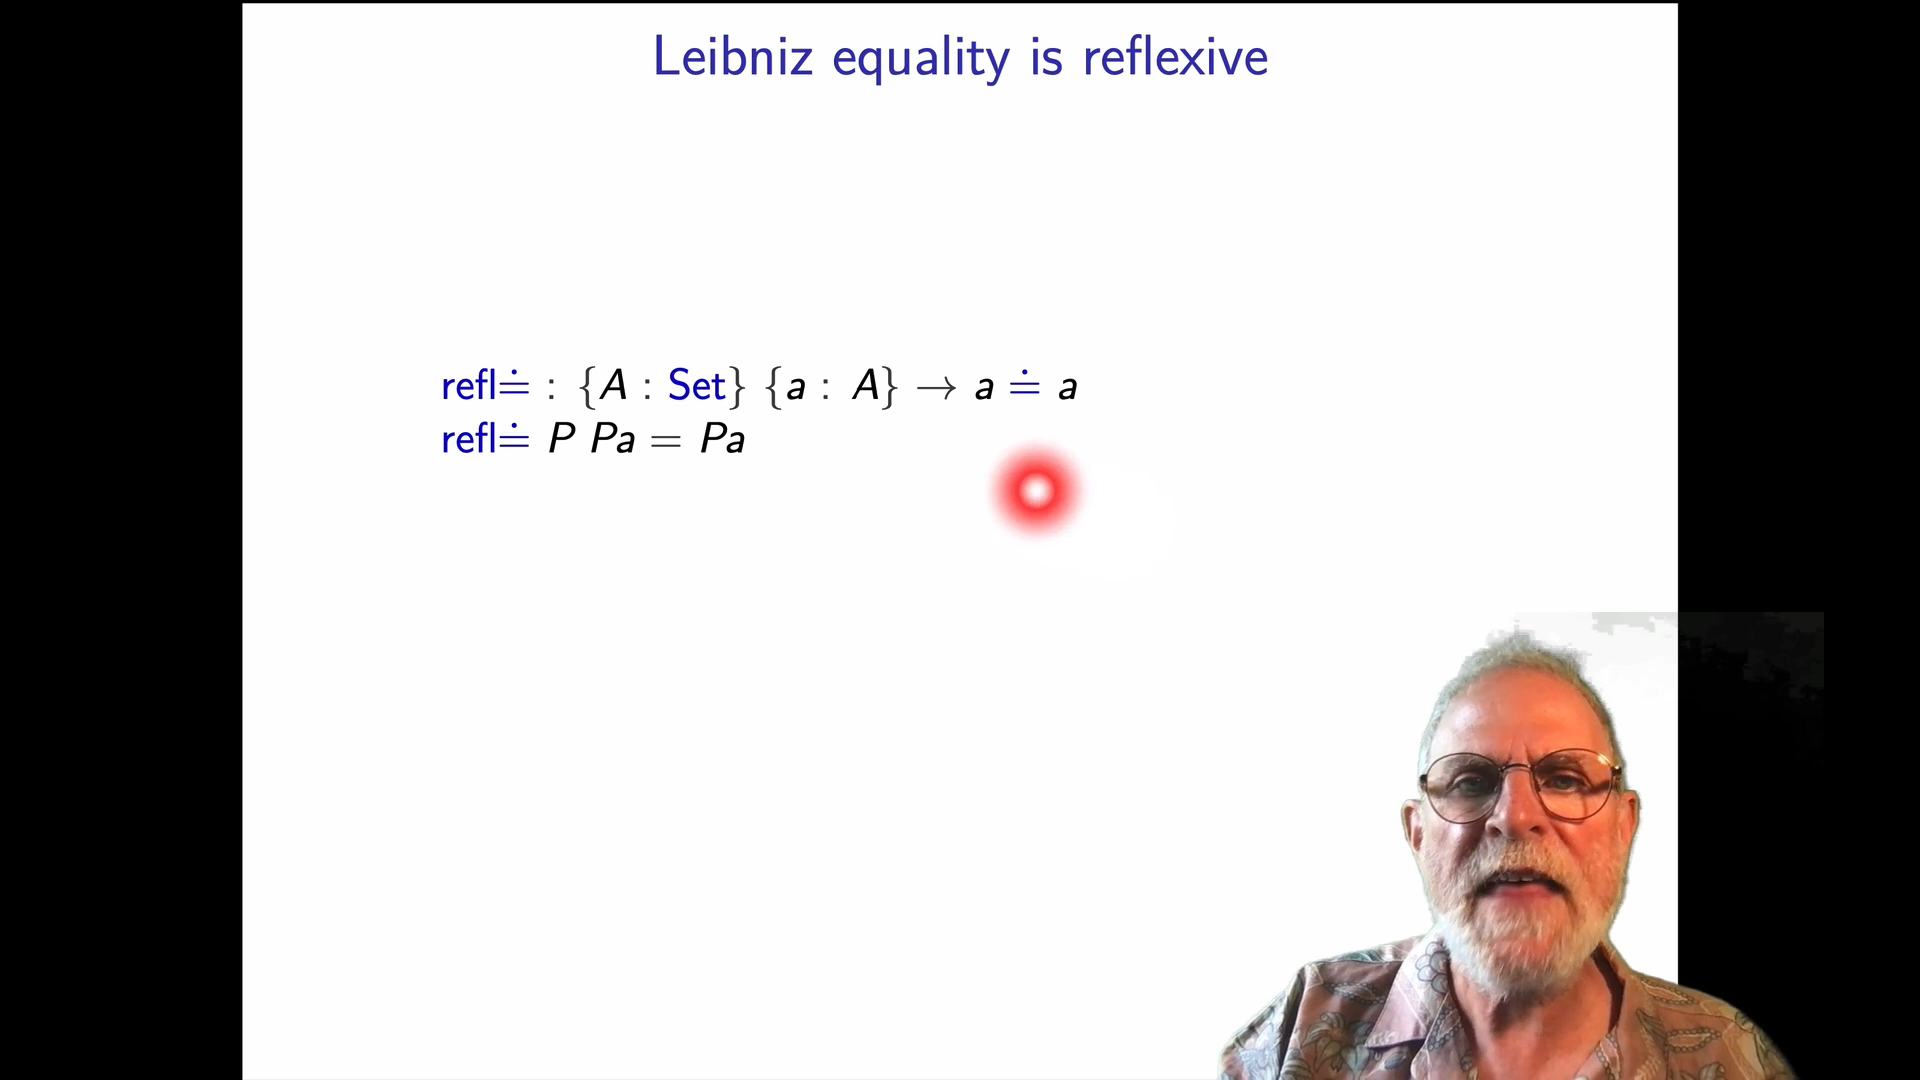 Leibniz equality is reflexive
refl≐ : {A : Set} {a : A} → a ≐ a
refl≐ P Pa = Pa